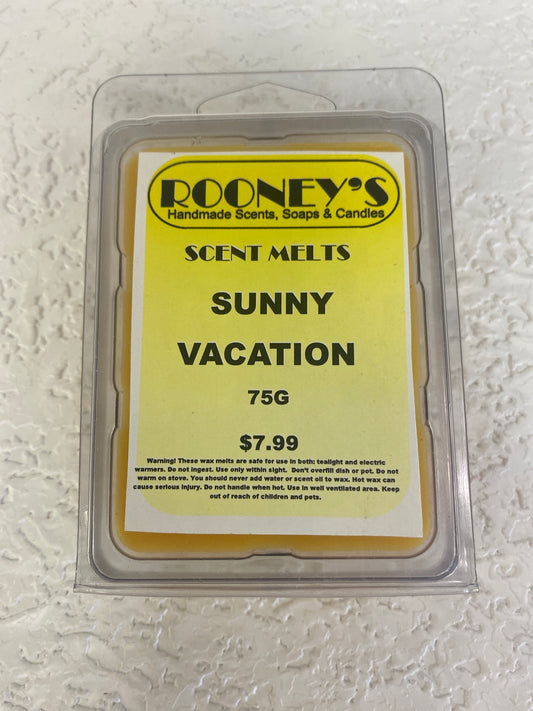 ROONEY'S
Handmade Scents, Soaps & Candles
SCENT MELTS
SUNNY
VACATION
75G
$7.99
Warning! These wax melts are safe for use in both: tealight and electric
warmers. Do not ingest. Use only within sight. Don't overfill dish or pot. Do not
warm on stove. You should never add water or scent oil to wax. Hot wax can
cause serious injury. Do not handle when hot. Use in well ventilated area. Keep
out of reach of children and pets.